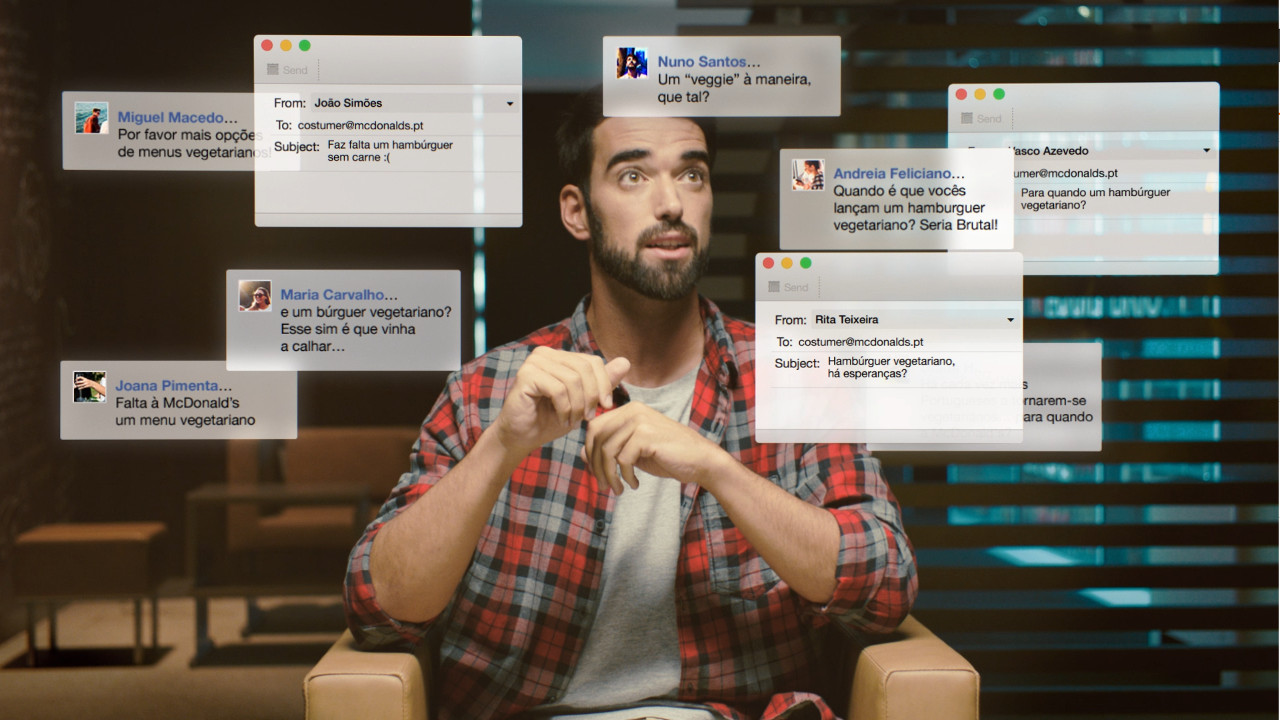 Send
From: João Simões
To: costumer@mcdonalds.pt
Subject: Faz falta um hambúrguer
sem carne :(
Nuno Santos...
Um “veggie” à maneira,
que tal?
Miguel Macedo...
Por favor mais opções
de menus vegetarianos!
Send
Vasco Azevedo
umer@mcdonalds.pt
Para quando um hambúrguer
vegetariano?
Andreia Feliciano...
Quando é que vocês
lançam um hamburguer
vegetariano? Seria Brutal!
Maria Carvalho...
e um búrguer vegetariano?
Esse sim é que vinha
a calhar...
Send
From: Rita Teixeira
To: costumer@mcdonalds.pt
Subject: Hambúrguer vegetariano,
há esperanças?
Joana Pimenta...
Falta à McDonald’s
um menu vegetariano
ara quando